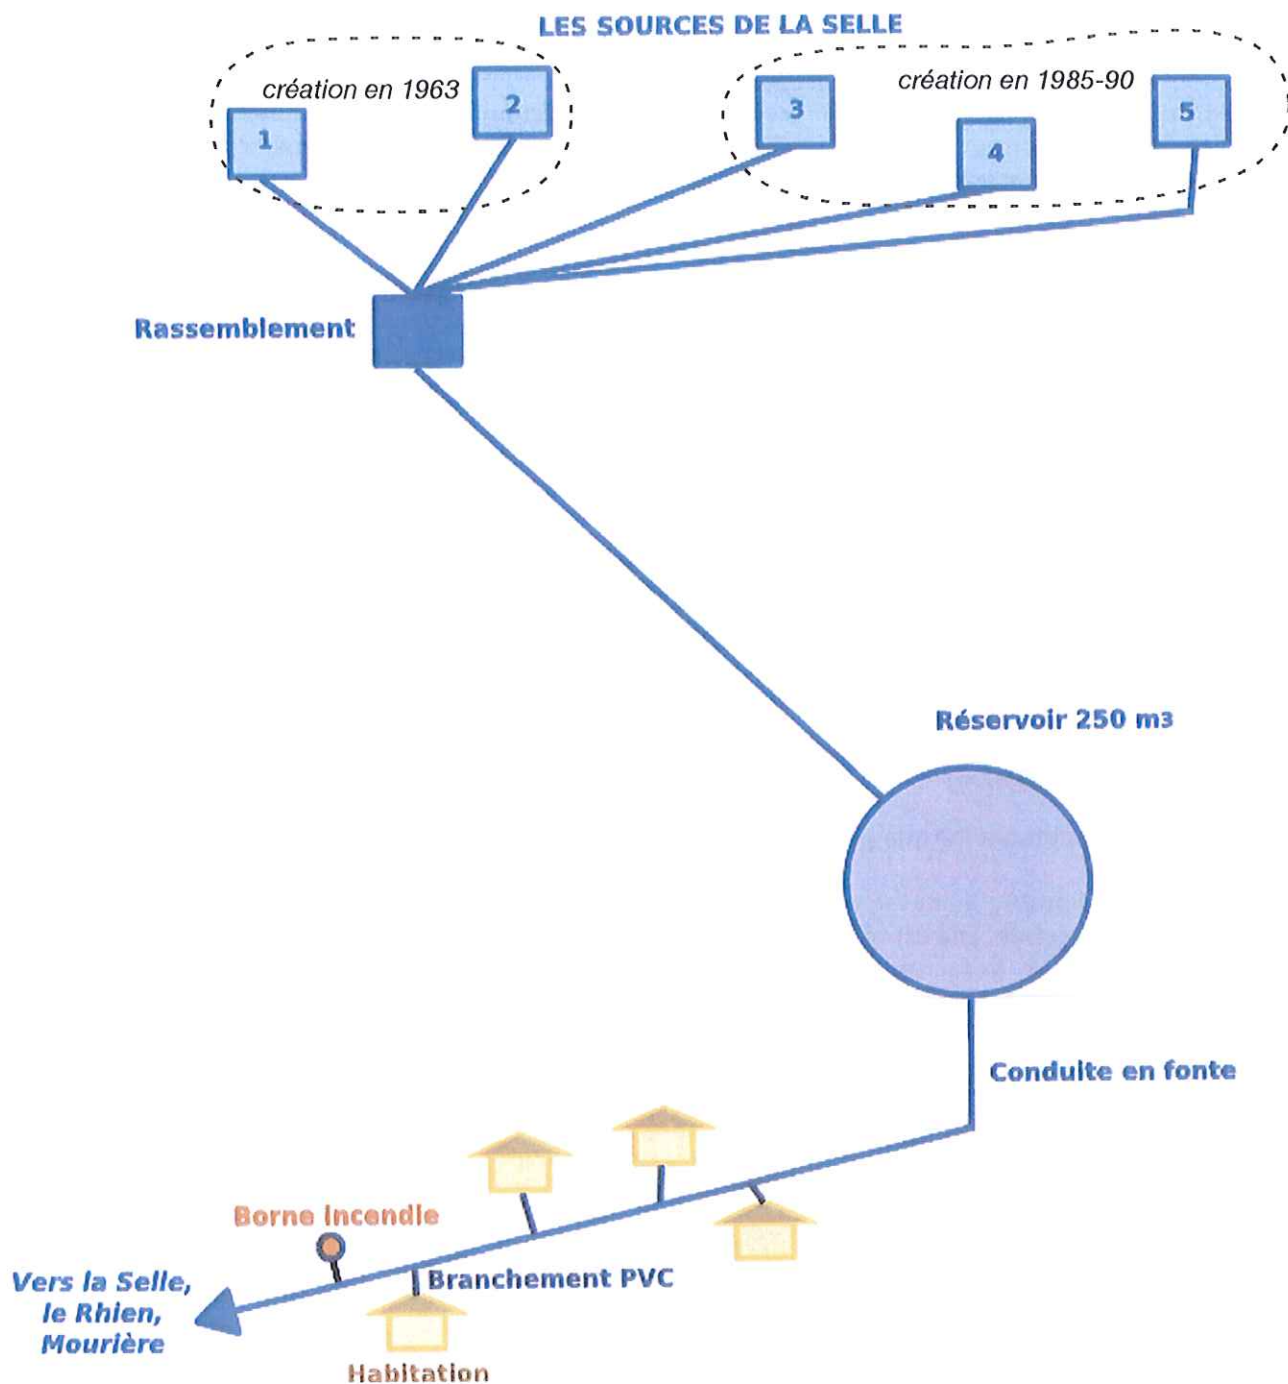 LES SOURCES DE LA SELLE
création en 1963
création en 1985-90
1
2
3
4
5
Rassemblement
Réservoir 250 m3
Conduite en fonte
Borne incendie
Branchement PVC
Vers la Selle,
le Rhien,
Mourière
Habitation